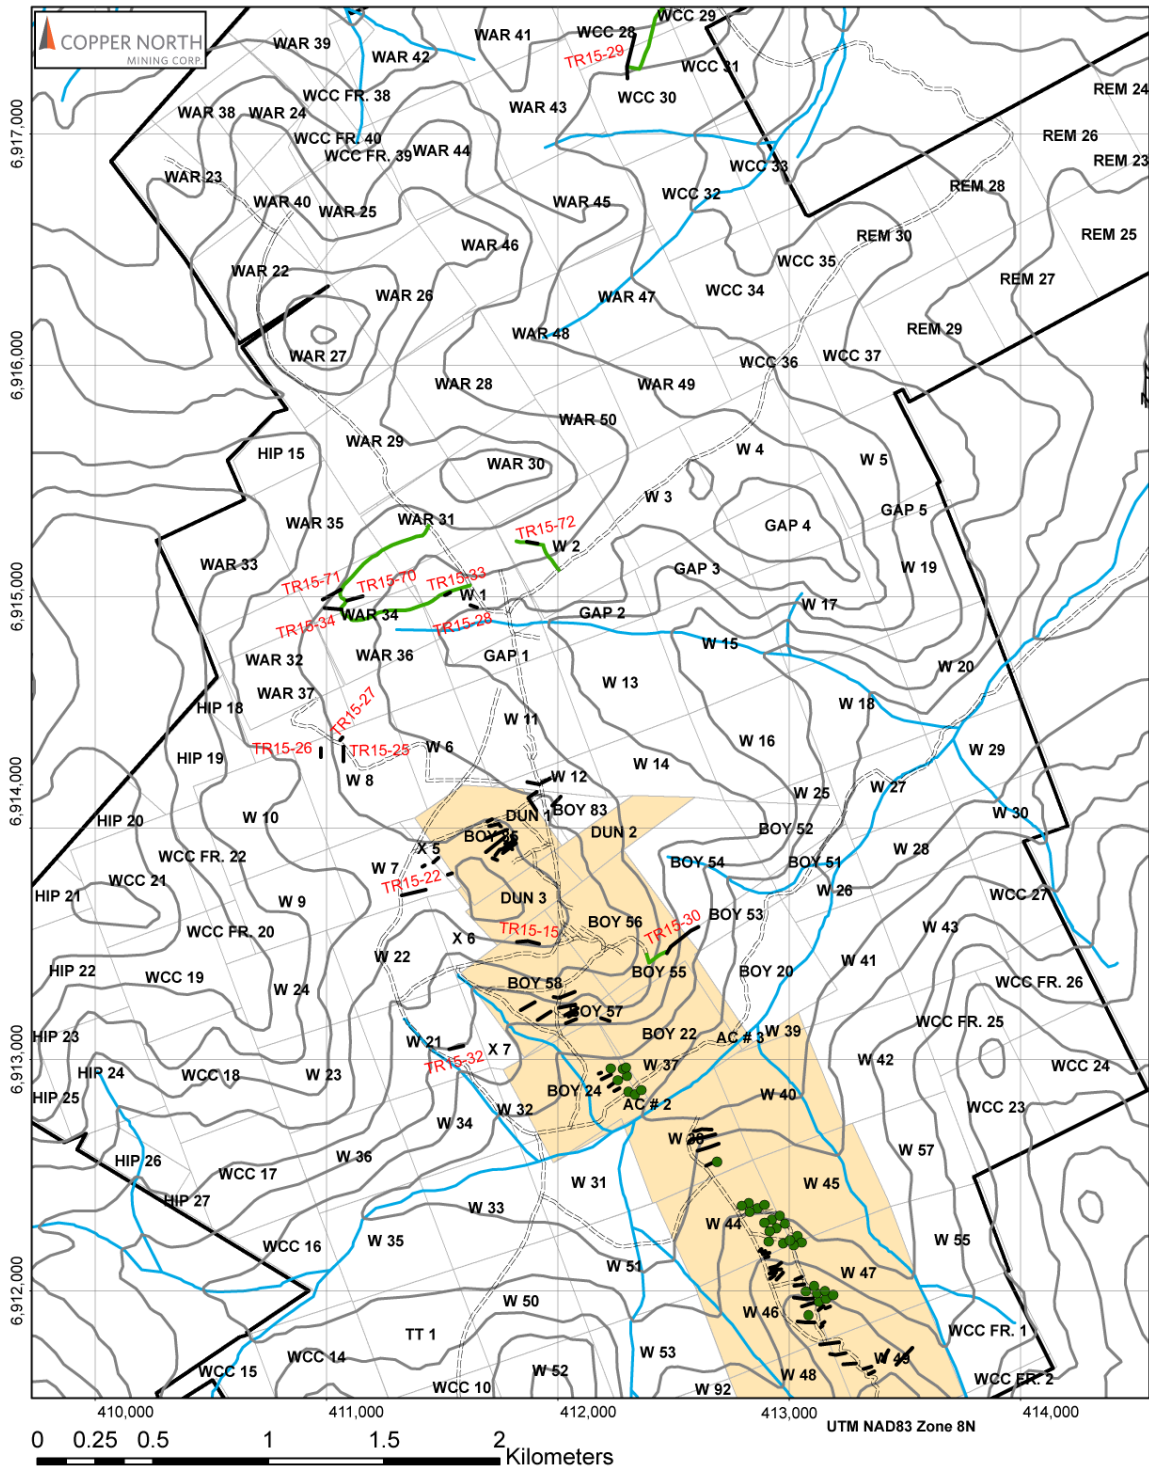 COPPER NORTH
MINING CORP.
WAR 39
WAR 42
WAR 41
WCC 28
WCC 29
TR15-29
WCC 31
WCC 30
WCC FR. 38
WAR 43
WAR 38
WAR 24
WCC FR. 40
WCC FR. 39
WAR 44
REM 24
REM 26
REM 23
6,917,000
WAR 23
WAR 40
WAR 25
WAR 45
WCC 33
WCC 32
REM 28
REM 30
REM 25
WAR 46
WAR 22
WAR 26
WAR 47
WCC 35
WCC 34
REM 27
WAR 48
REM 29
WAR 27
WCC 36
WCC 37
6,916,000
WAR 28
WAR 49
WAR 50
WAR 29
HIP 15
WAR 30
W 4
W 5
W 3
GAP 5
GAP 4
WAR 35
WAR 31
TR15-72
W 2
WAR 33
TR15-71
TR15-70
TR15-33
GAP 3
W 19
W 1
WAR 34
TR15-34
TR15-28
GAP 2
W 17
6,915,000
WAR 32
WAR 36
GAP 1
W 15
W 20
WAR 37
W 13
HIP 18
TR15-27
W 11
W 18
TR15-26
TR15-25
W 6
W 16
W 29
HIP 19
W 8
W 14
W 12
W 27
W 25
6,914,000
HIP 20
W 10
DUN 1
BOY 83
W 30
DUN 2
BOY 52
WCC FR. 22
X 5
W 7
BOY 54
BOY 51
W 28
WCC 21
TR15-22
W 26
WCC 27
HIP 21
W 9
DUN 3
BOY 53
WCC FR. 20
X 6
TR15-15
BOY 56
TR15-30
W 43
HIP 22
WCC 19
W 22
BOY 55
BOY 20
W 41
W 24
BOY 58
BOY 57
WCC FR. 26
HIP 23
W 21
X 7
TR15-32
BOY 22
AC # 3
W 39
WCC FR. 25
6,913,000
HIP 24
WCC 18
W 23
W 37
W 42
WCC 24
HIP 25
BOY 24
AC # 2
W 40
WCC 23
W 34
W 32
HIP 26
W 36
W 57
WCC 17
HIP 27
W 31
W 45
W 33
W 44
WCC 16
W 35
W 55
W 51
W 47
6,912,000
W 50
W 46
TT 1
WCC FR. 1
WCC 14
W 53
WCC 15
W 52
W 48
W 49
WCC FR. 2
WCC 10
W 92
410,000
411,000
412,000
413,000
414,000
UTM NAD83 Zone 8N
0 0.25 0.5 1 1.5 2
Kilometers